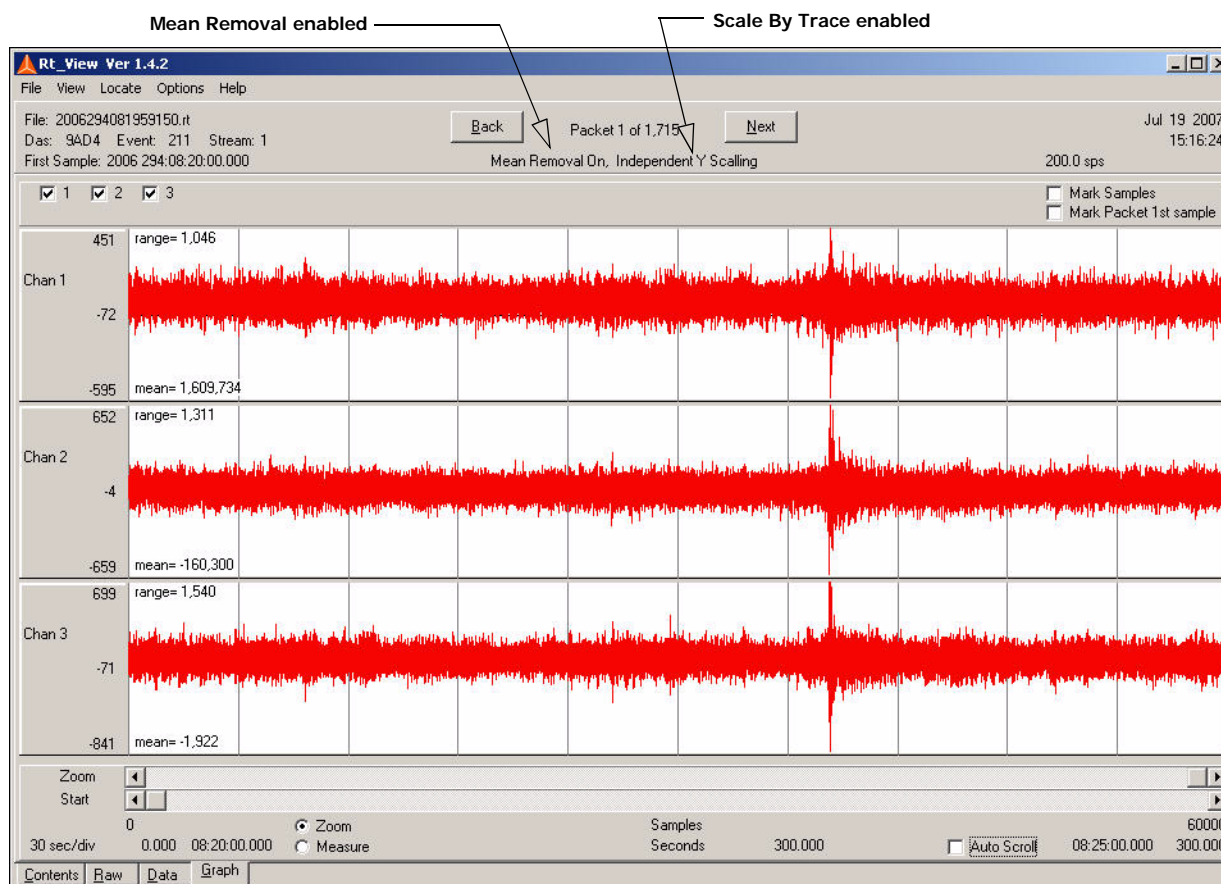 Mean Removal enabled
Scale By Trace enabled
Rt_View Ver 1.4.2
File View Locate Options Help
File: 2006294081959150.rt
Das: 9AD4 Event: 211 Stream: 1
First Sample: 2006 294:08:20:00.000
Back
Packet 1 of 1,715
Next
Mean Removal On, Independent Y Scalling
Jul 19 2007
15:16:24
200.0 sps
1 2 3
Mark Samples
Mark Packet 1st sample
451
range= 1,046
Chan 1
-72
-595
mean= 1,609,734
652
range= 1,311
Chan 2
-4
-659
mean= -160,300
699
range= 1,540
Chan 3
-71
-841
mean= -1,922
Zoom
Start
0
Zoom
Samples
60000
30 sec/div
0.000
08:20:00.000
Measure
Seconds
300.000
Auto Scroll
08:25:00.000
300.000
Contents Raw Data Graph